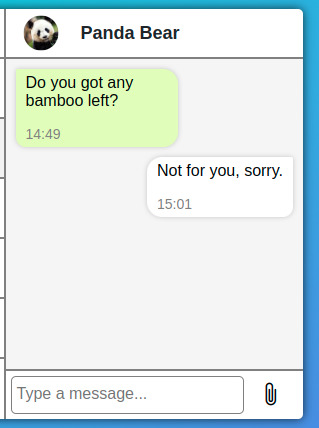 Panda Bear
Do you got any
bamboo left?
14:49
Not for you, sorry.
15:01
Type a message...